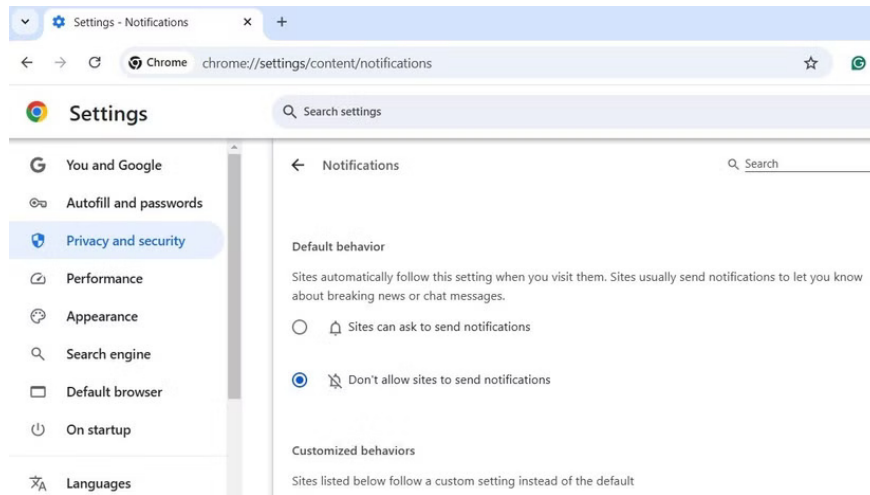 Settings - Notifications
Chrome chrome://settings/content/notifications
Settings
Search settings
You and Google
Autofill and passwords
Privacy and security
Performance
Appearance
Search engine
Default browser
On startup
Languages
Notifications
Search
Default behavior
Sites automatically follow this setting when you visit them. Sites usually send notifications to let you know
about breaking news or chat messages.
Sites can ask to send notifications
Don't allow sites to send notifications
Customized behaviors
Sites listed below follow a custom setting instead of the default